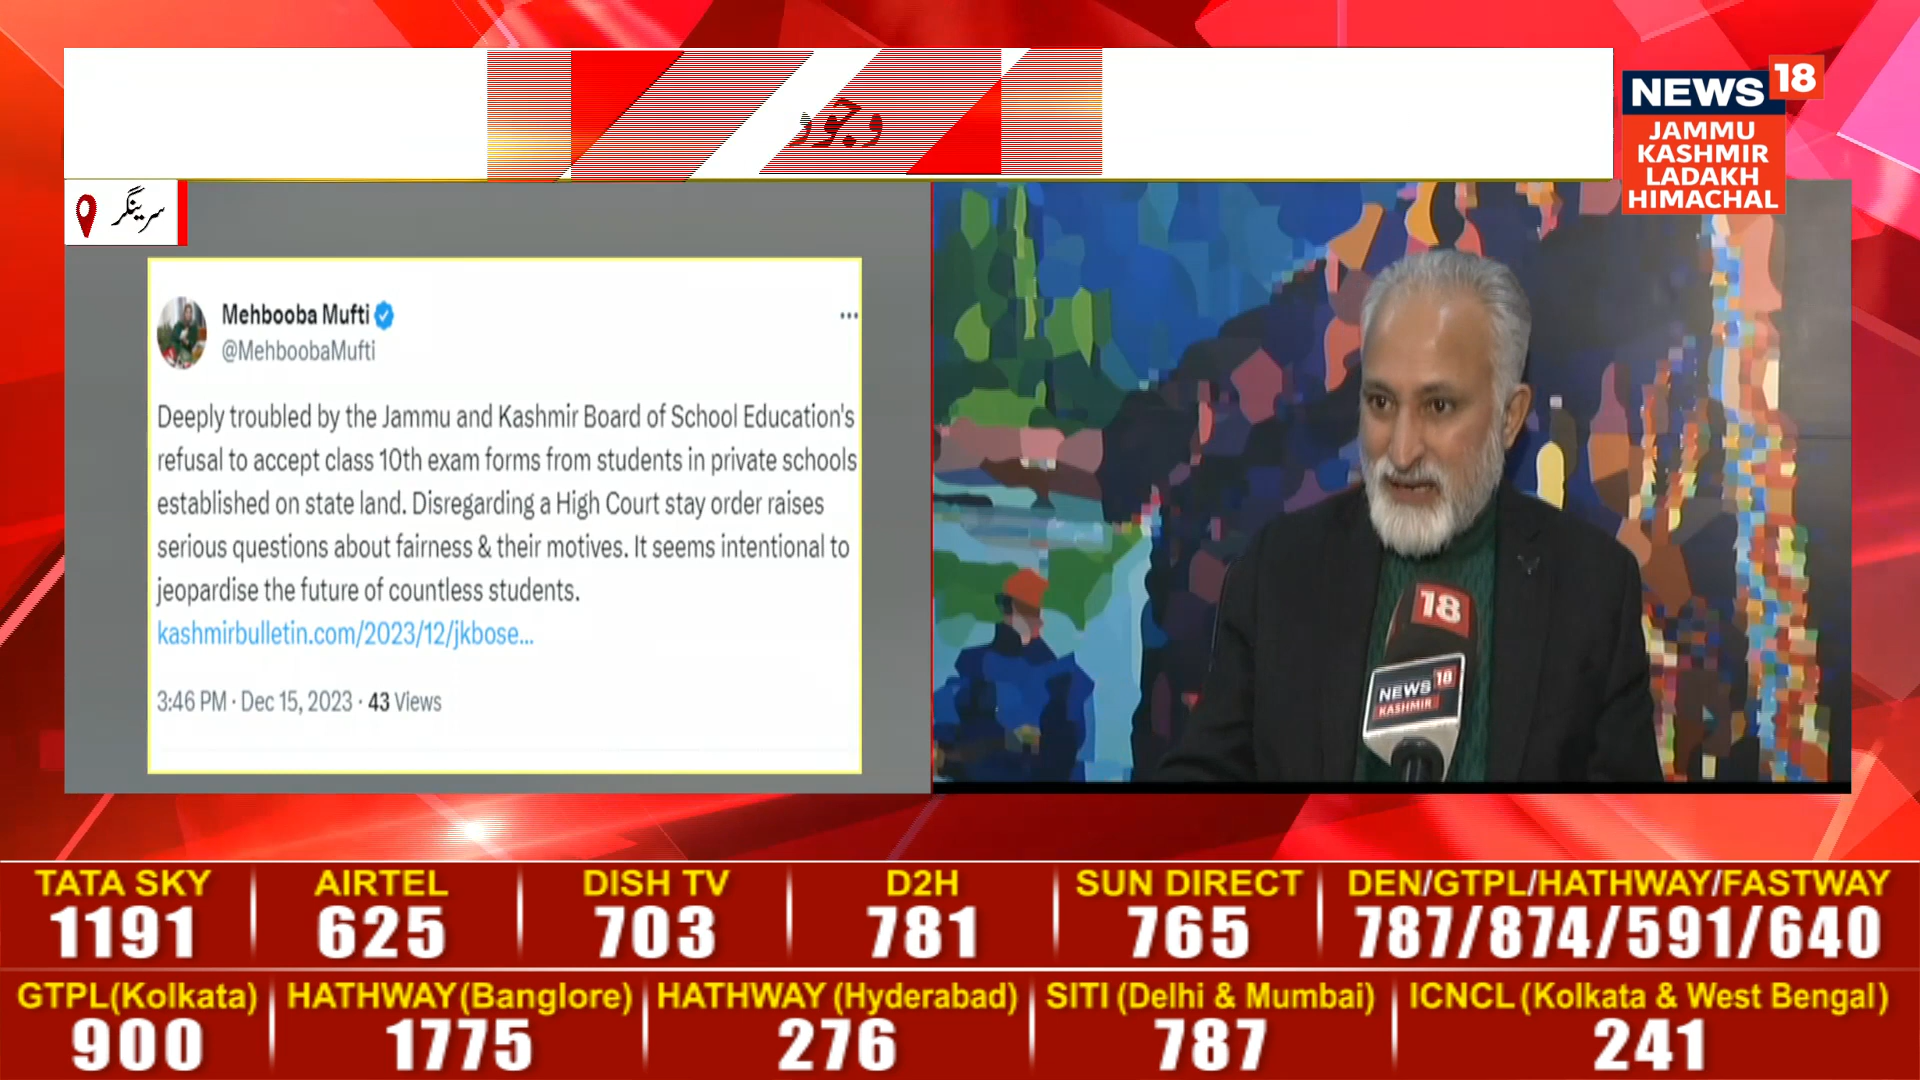 وجود
NEWS 18
JAMMU
KASHMIR
LADAKH
HIMACHAL
سرینگر
Mehbooba Mufti
@MehboobaMufti
Deeply troubled by the Jammu and Kashmir Board of School Education's
refusal to accept class 10th exam forms from students in private schools
established on state land. Disregarding a High Court stay order raises
serious questions about fairness & their motives. It seems intentional to
jeopardise the future of countless students.
kashmirbulletin.com/2023/12/jkbose...
3:46 PM · Dec 15, 2023 · 43 Views
18
NEWS 18
KASHMIR
TATA SKY AIRTEL DISH TV D2H SUN DIRECT DEN/GTPL/HATHWAY/FASTWAY
1191 625 703 781 765 787/874/591/640
GTPL(Kolkata) HATHWAY(Banglore) HATHWAY (Hyderabad) SITI (Delhi & Mumbai) ICNCL (Kolkata & West Bengal)
900 1775 276 787 241